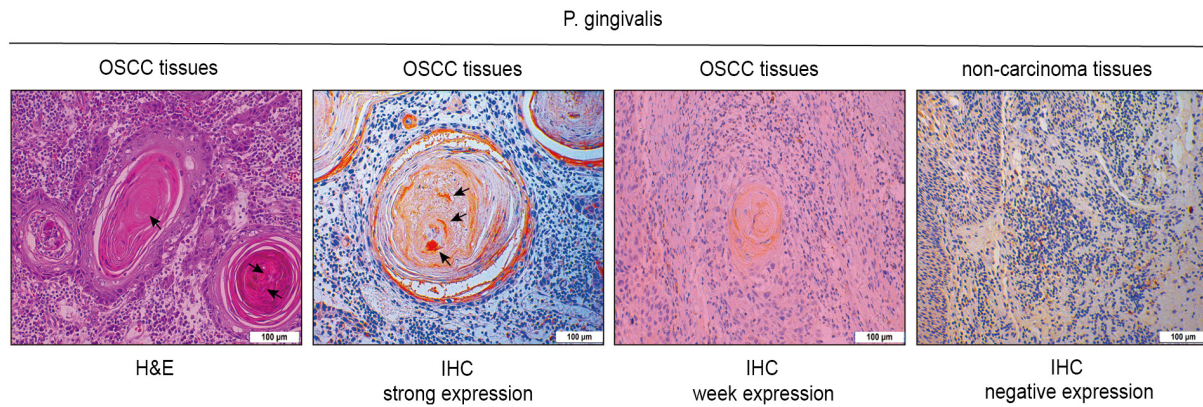 P. gingivalis
OSCC tissues
OSCC tissues
OSCC tissues
non-carcinoma tissues
100 µm
100 µm
100 µm
100 µm
H&E
IHC
strong expression
IHC
week expression
IHC
negative expression